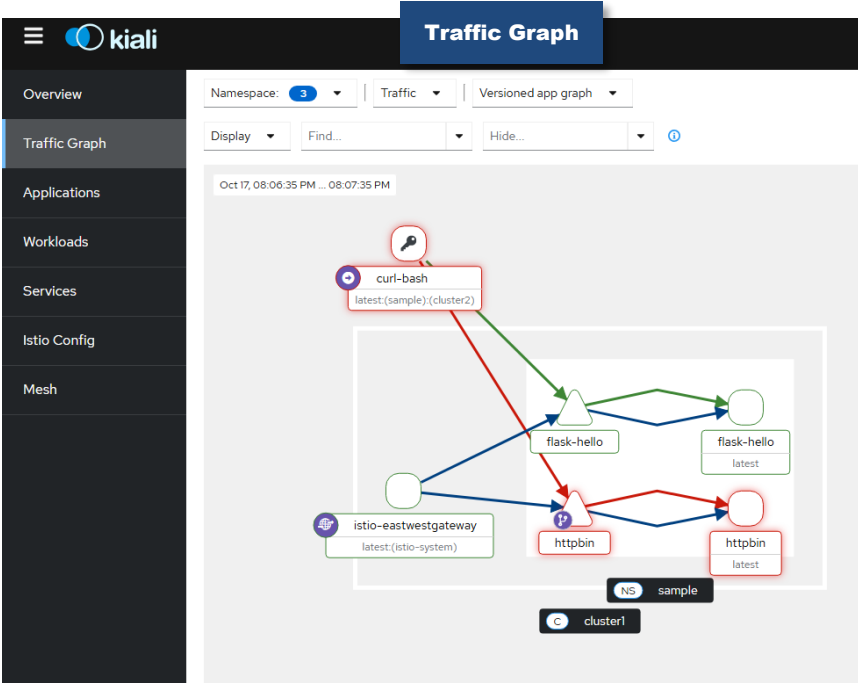 Traffic Graph
kiali
Overview
Traffic Graph
Applications
Workloads
Services
Istio Config
Mesh
Namespace: 3
Traffic
Versioned app graph
Display
Find...
Hide...
Oct 17, 08:06:35 PM ... 08:07:35 PM
curl-bash
latest:(sample):(cluster2)
flask-hello
flask-hello
latest
istio-eastwestgateway
latest:(istio-system)
httpbin
httpbin
latest
NS sample
C cluster1